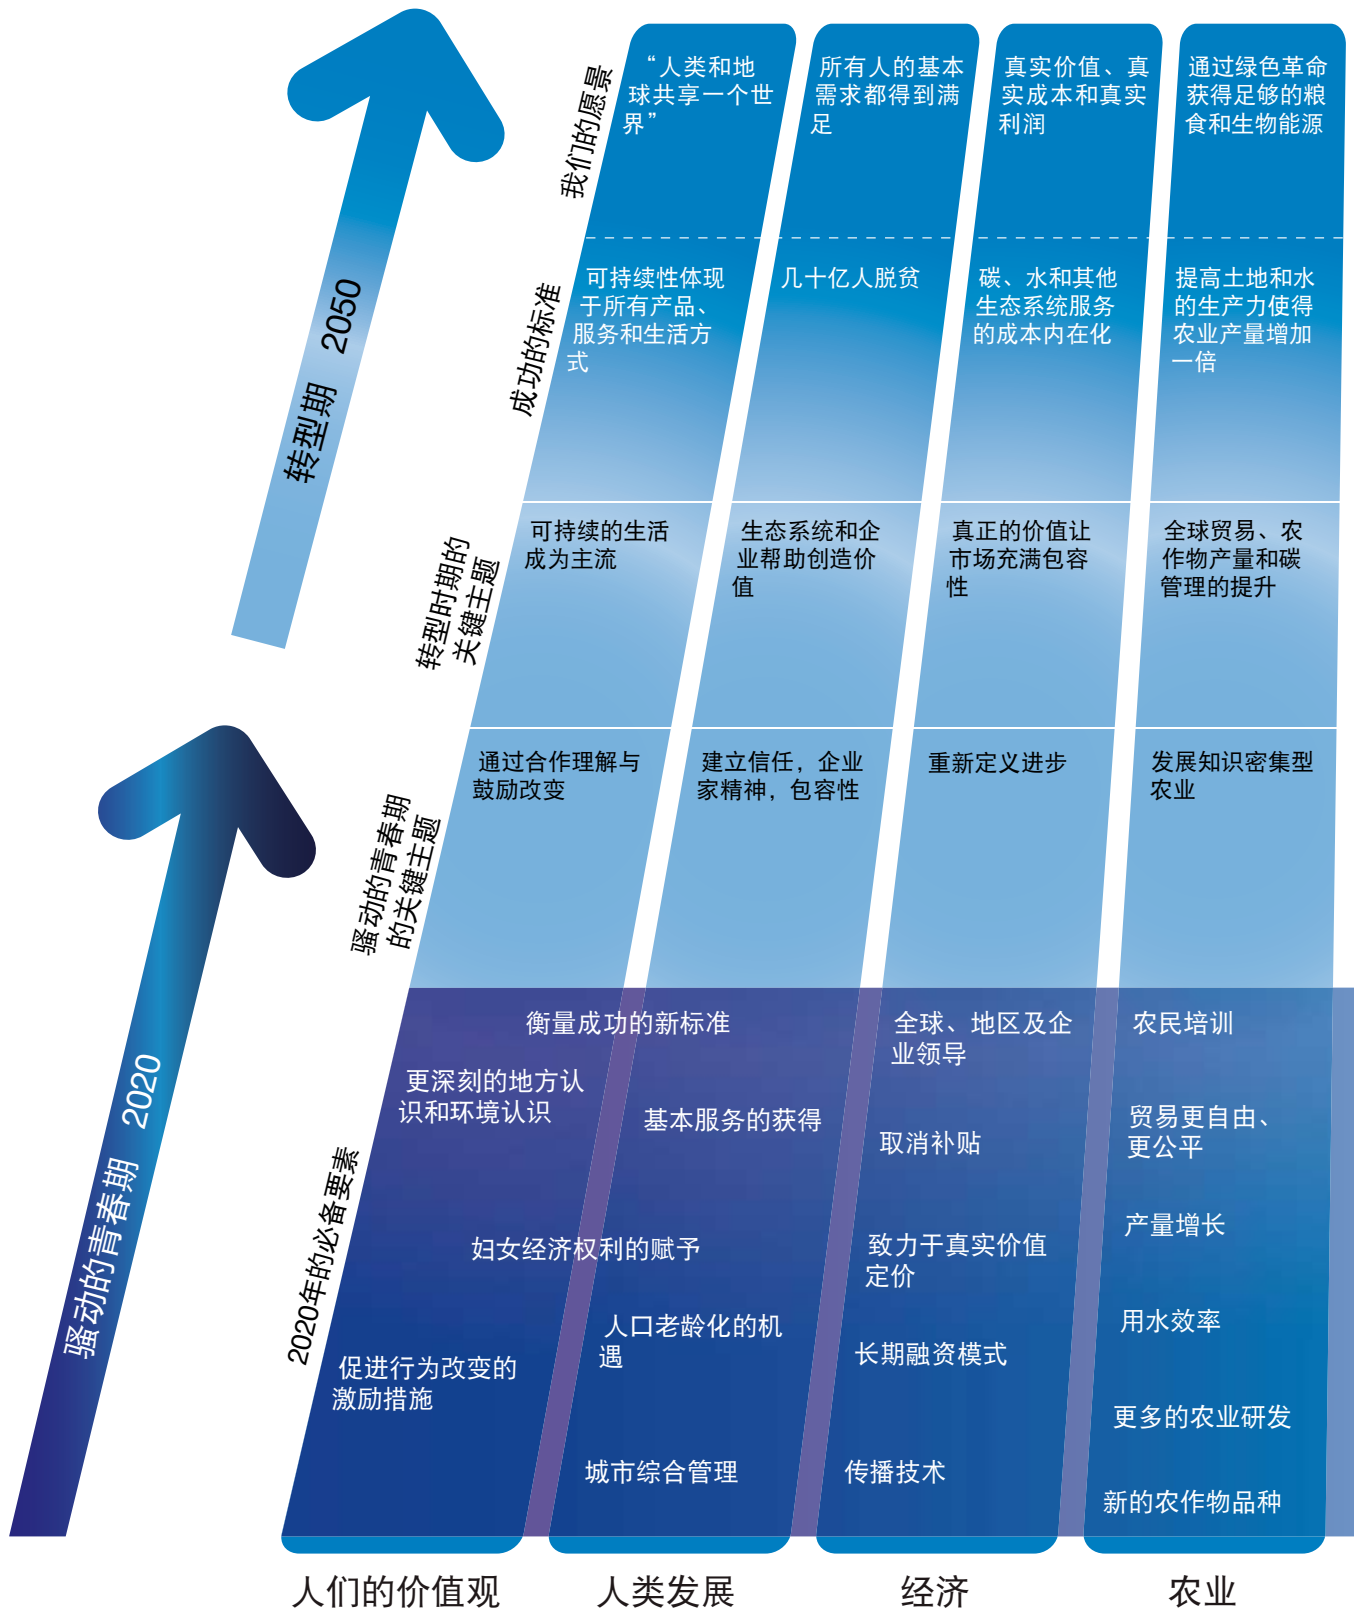 我们的愿景
“人类和地
球共享一个世
界”
所有人的基本
需求都得到满
足
真实价值、真
实成本和真实
利润
通过绿色革命
获得足够的粮
食和生物能源
成功的标准
可持续性体现
于所有产品、
服务和生活方
式
几十亿人脱贫
碳、水和其他
生态系统服务
的成本内在化
提高土地和水
的生产力使得
农业产量增加
一倍
转型期 2050
转型时期的
关键主题
可持续的生活
成为主流
生态系统和企
业帮助创造价
值
真正的价值让
市场充满包容
性
全球贸易、农
作物产量和碳
管理的提升
骚动的青春期
的关键主题
通过合作理解与
鼓励改变
建立信任，企业
家精神，包容性
重新定义进步
发展知识密集型
农业
骚动的青春期 2020
2020年的必备要素
衡量成功的新标准
更深刻的地方认
识和环境认识
基本服务的获得
妇女经济权利的赋予
人口老龄化的机
遇
促进行为改变的
激励措施
城市综合管理
全球、地区及企
业领导
取消补贴
致力于真实价值
定价
长期融资模式
传播技术
农民培训
贸易更自由、
更公平
产量增长
用水效率
更多的农业研发
新的农作物品种
人们的价值观
人类发展
经济
农业